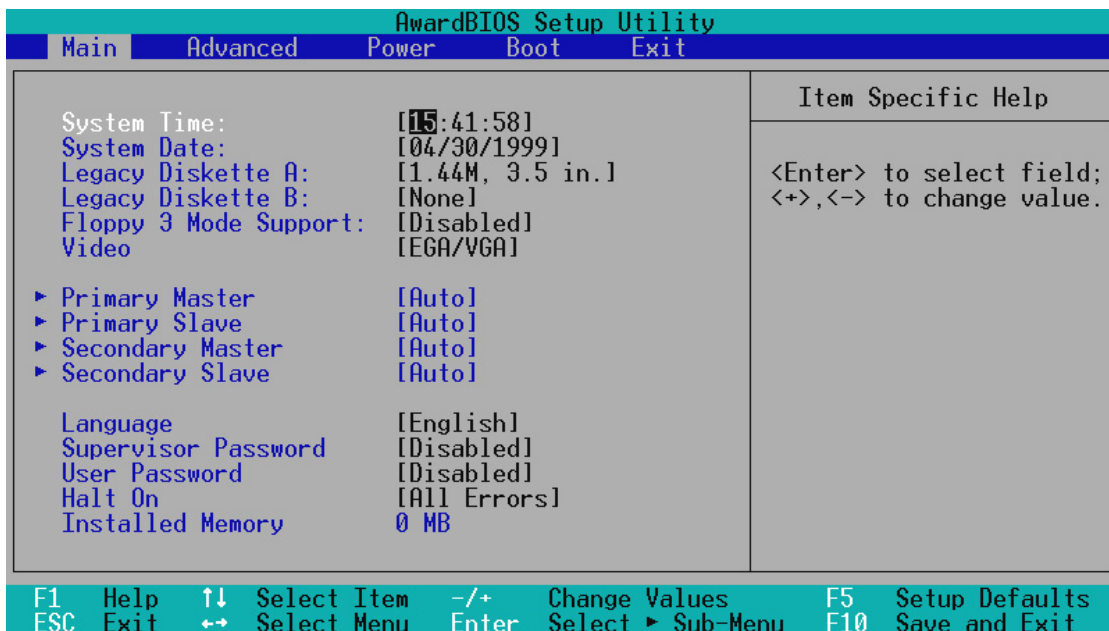 AwardBIOS Setup Utility
Main Advanced Power Boot Exit
Item Specific Help
System Time: [15:41:58]
System Date: [04/30/1999]
Legacy Diskette A: [1.44M, 3.5 in.]
<Enter> to select field;
Legacy Diskette B: [None]
<+>,<-> to change value.
Floppy 3 Mode Support: [Disabled]
Video [EGA/VGA]
▶ Primary Master [Auto]
▶ Primary Slave [Auto]
▶ Secondary Master [Auto]
▶ Secondary Slave [Auto]
Language [English]
Supervisor Password [Disabled]
User Password [Disabled]
Halt On [All Errors]
Installed Memory 0 MB
F1 Help ↑↓ Select Item -/+ Change Values F5 Setup Defaults
ESC Exit ←→ Select Menu Enter Select ▶ Sub-Menu F10 Save and Exit